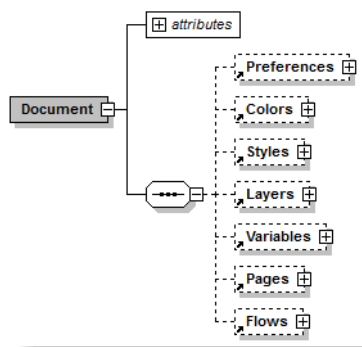 attributes
Preferences
Document
Colors
Styles
Layers
Variables
Pages
Flows